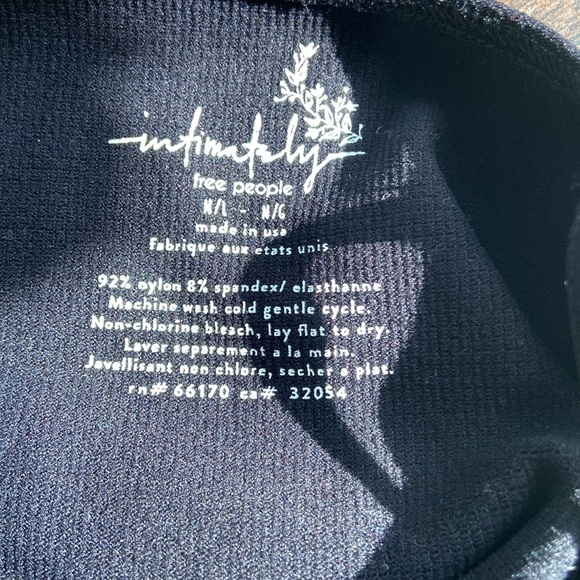 intimately
free people
M/L - M/G
made in usa
fabrique aux etats unis
92% nylon 8% spandex/ elasthanne
Machine wash cold gentle cycle.
Non-chlorine bleach, lay flat to dry.
Laver separement a la main.
Javellisant non chlore, secher a plat.
rn# 66170 ca# 32054